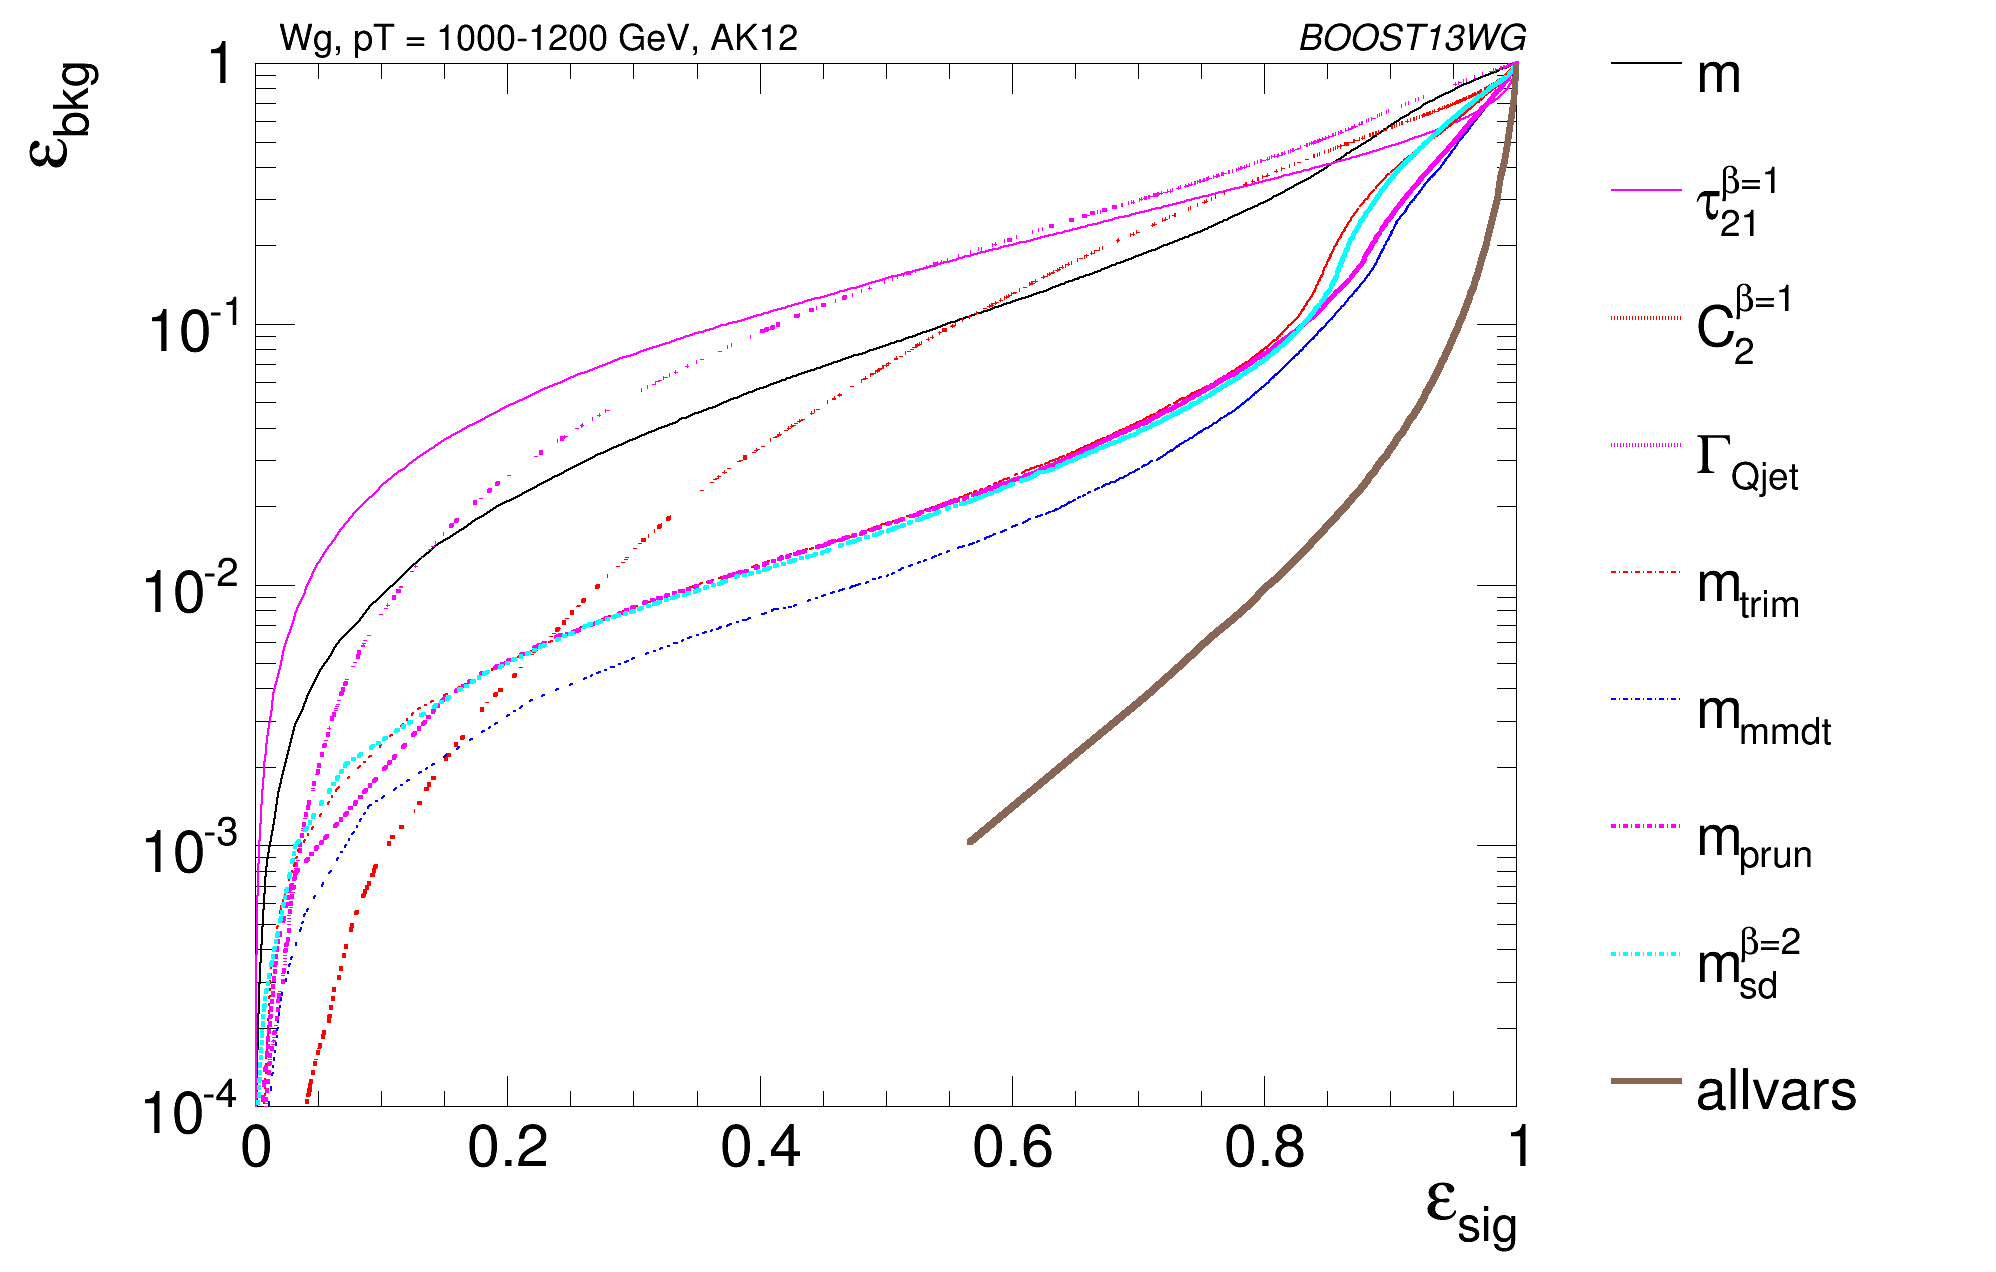 Wg, pT = 1000-1200 GeV, AK12
BOOST13WG
ε_bkg
1
10^-1
10^-2
10^-3
10^-4
0 0.2 0.4 0.6 0.8 1
ε_sig
m
τ_21^β=1
C_2^β=1
Γ_Qjet
m_trim
m_mmdt
m_prun
m_sd^β=2
allvars